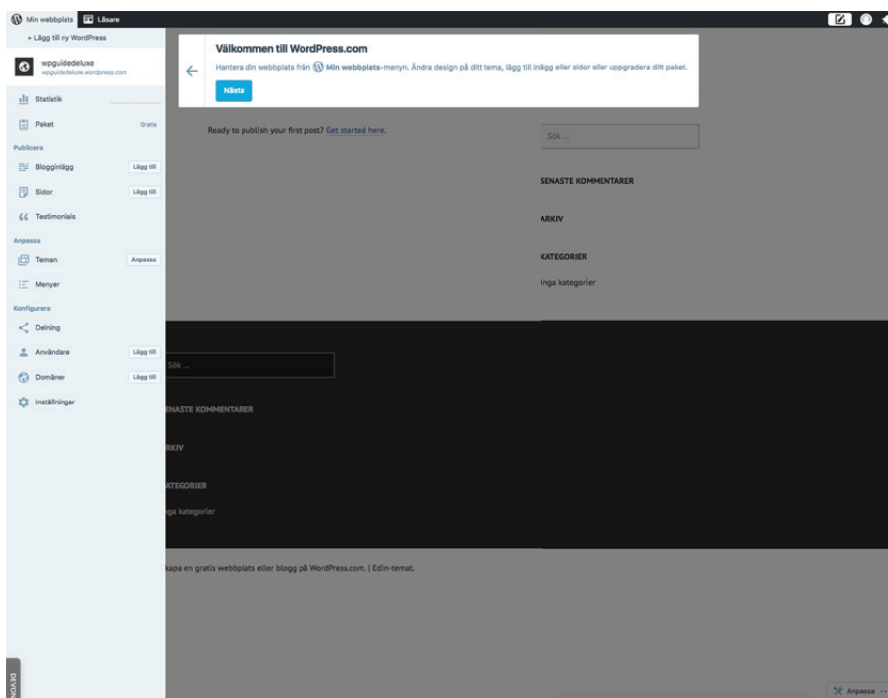 Min webbplats
Läsare
+ Lägg till ny WordPress
wpguidedeluxe
wpguidedeluxe.wordpress.com
Statistik
Paket
Gratis
Publicera
Blogginlägg
Lägg till
Sidor
Lägg till
Testimonials
Anpassa
Teman
Anpassa
Menyer
Konfigurera
Delning
Användare
Lägg till
Domäner
Lägg till
Inställningar
Välkommen till WordPress.com
Hantera din webbplats från Min webbplats-menyn. Ändra design på ditt tema, lägg till inlägg eller sidor eller uppgradera ditt paket.
Nästa
Ready to publish your first post? Get started here.
Sök ...
SENASTE KOMMENTARER
ARKIV
KATEGORIER
Inga kategorier
Sök ...
ENASTE KOMMENTARER
RKIV
ATEGORIER
nga kategorier
kapa en gratis webbplats eller blogg på WordPress.com. | Edin-temat.
DEVON
Anpassa ...